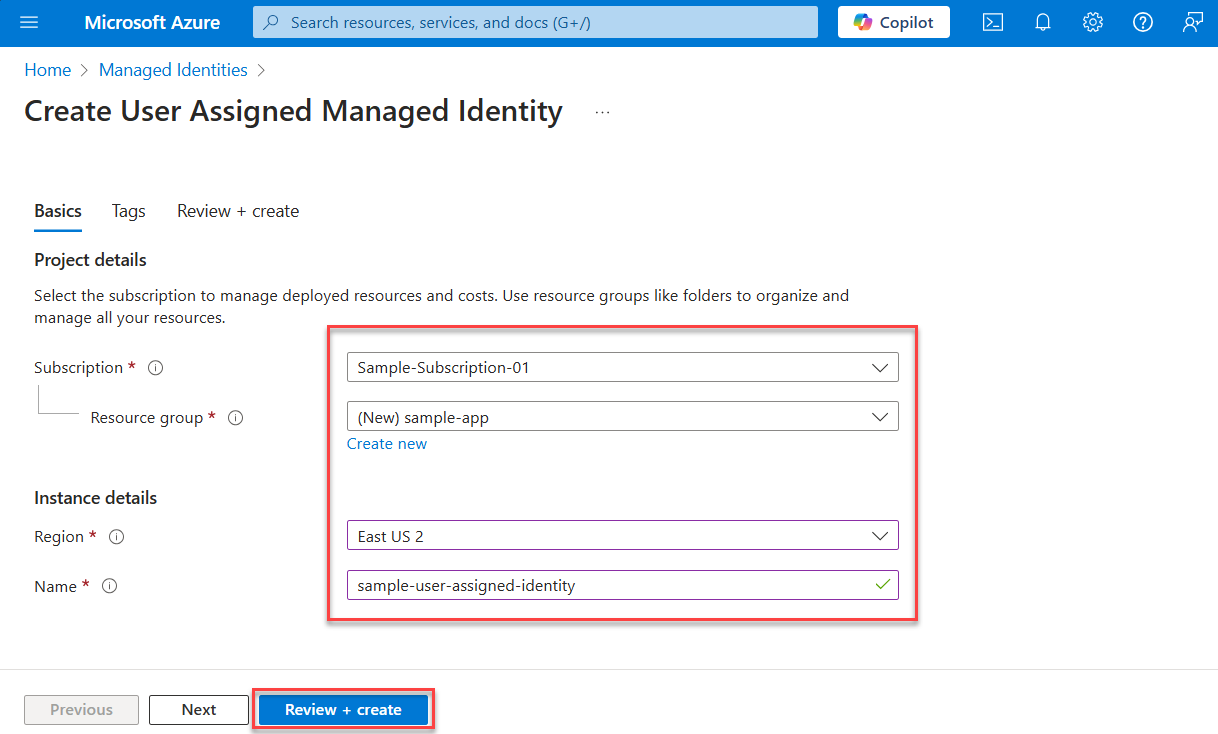 Microsoft Azure
Search resources, services, and docs (G+/)
Copilot
Home > Managed Identities >
Create User Assigned Managed Identity ...
Basics Tags Review + create
Project details
Select the subscription to manage deployed resources and costs. Use resource groups like folders to organize and
manage all your resources.
Subscription *
Sample-Subscription-01
Resource group *
(New) sample-app
Create new
Instance details
Region *
East US 2
Name *
sample-user-assigned-identity
Previous Next Review + create